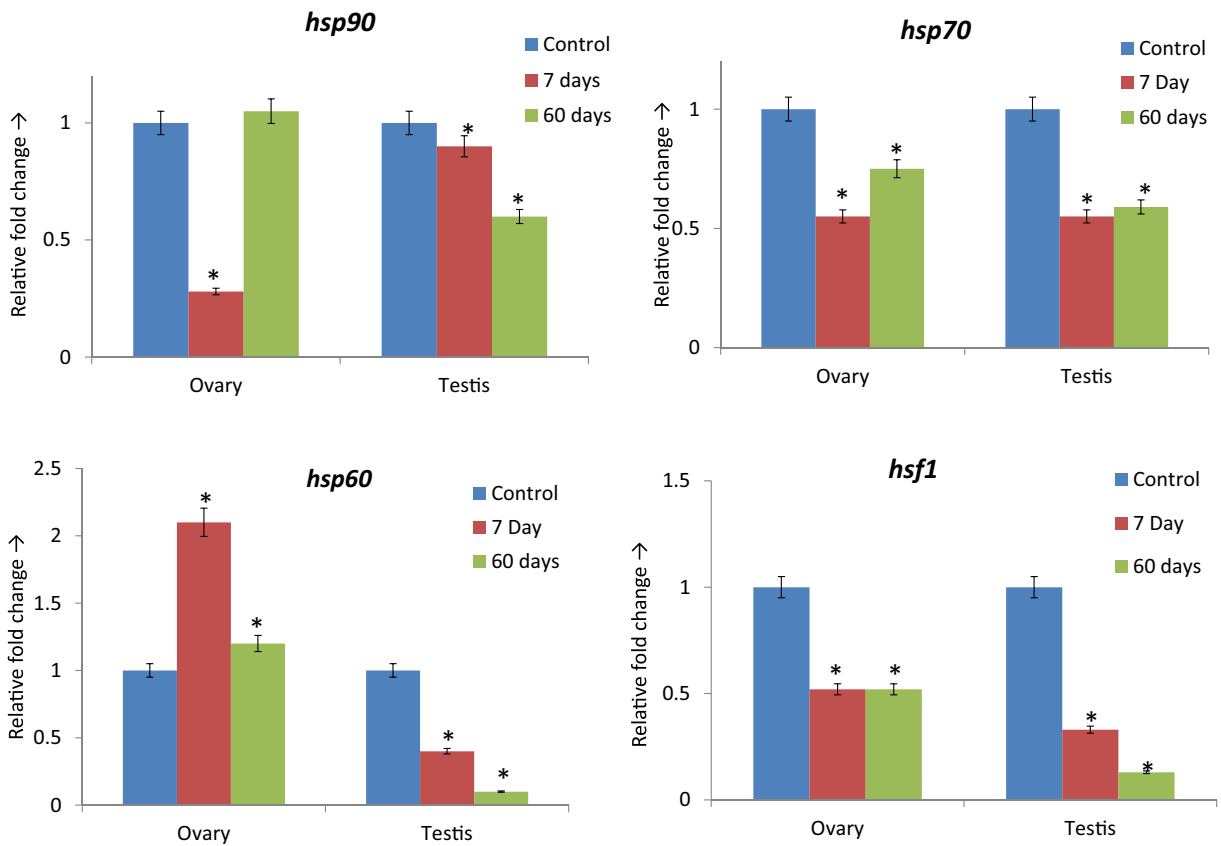 hsp90
Control
7 days
60 days
Relative fold change →
1
0.5
0
*
*
*
Ovary
Testis
hsp70
Control
7 Day
60 days
Relative fold change →
1
0.5
0
*
*
*
*
Ovary
Testis
hsp60
Control
7 Day
60 days
Relative fold change →
2.5
2
1.5
1
0.5
0
*
*
*
*
Ovary
Testis
hsf1
Control
7 Day
60 days
Relative fold change →
1.5
1
0.5
0
*
*
*
*
Ovary
Testis